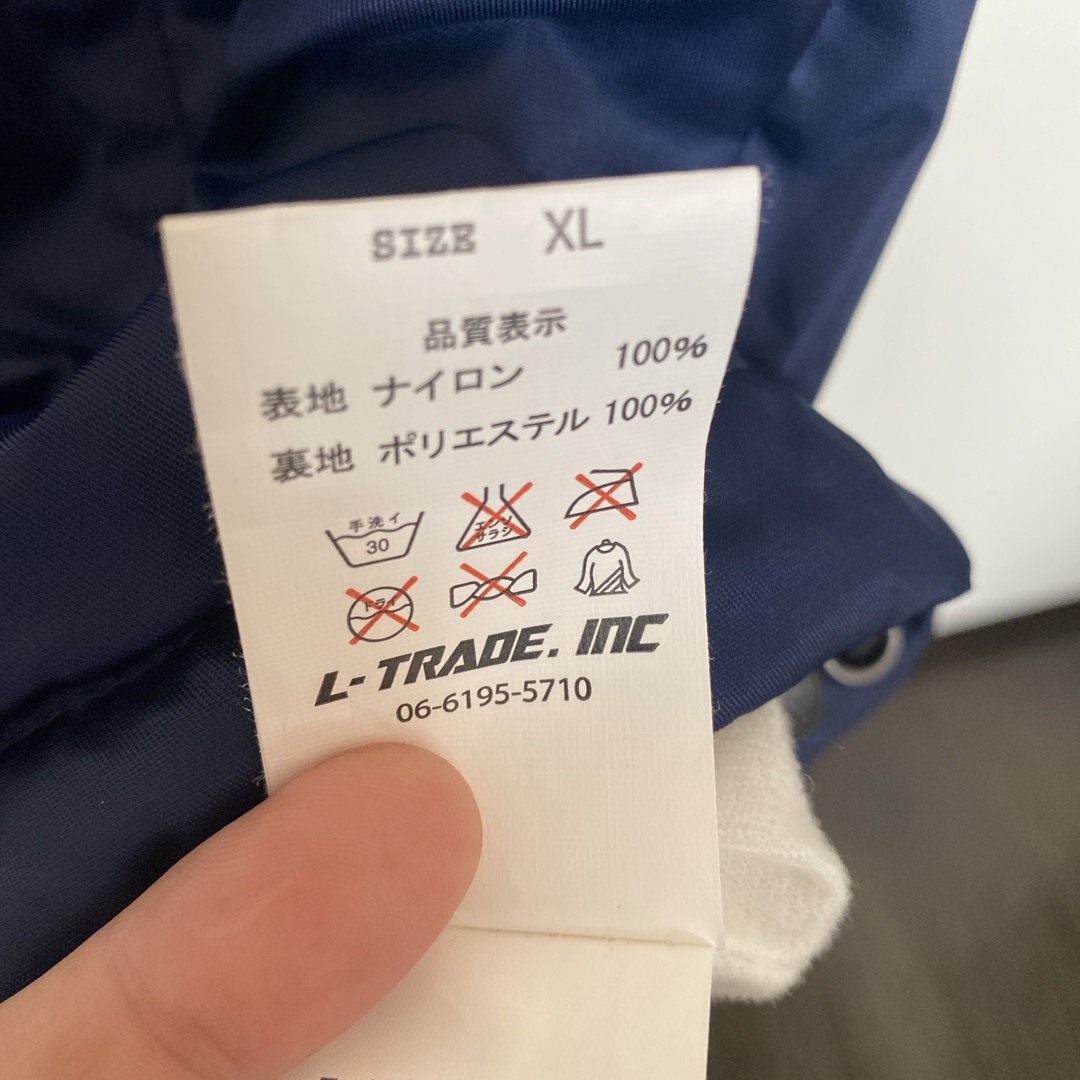 SIZE XL
品質表示
表地 ナイロン 100%
裏地 ポリエステル 100%
手洗イ
30
エンソ
サラシ
ドライ
L-TRADE. INC
06-6195-5710